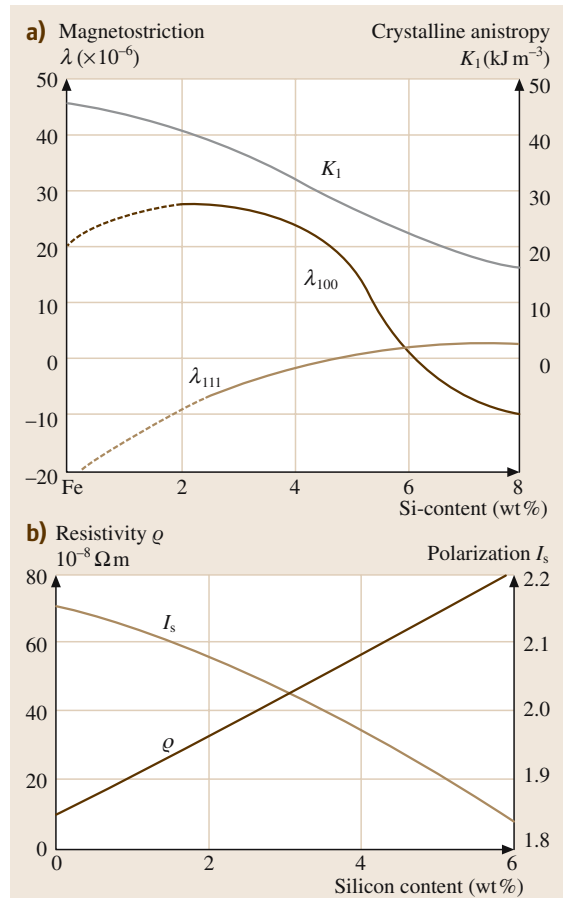 a) Magnetostriction Crystalline anistropy
λ (×10⁻⁶) K₁ (kJ m⁻³)
50 50
40 40
K₁
30 30
20 20
λ₁₀₀
10 10
0 0
λ₁₁₁
−10
−20
Fe 2 4 6 8
Si-content (wt%)
b) Resistivity ϱ
10⁻⁸ Ω m Polarization Iₛ
80 2.2
Iₛ
60 2.1
40 2.0
ϱ
20 1.9
0 1.8
0 2 4 6
Silicon content (wt%)